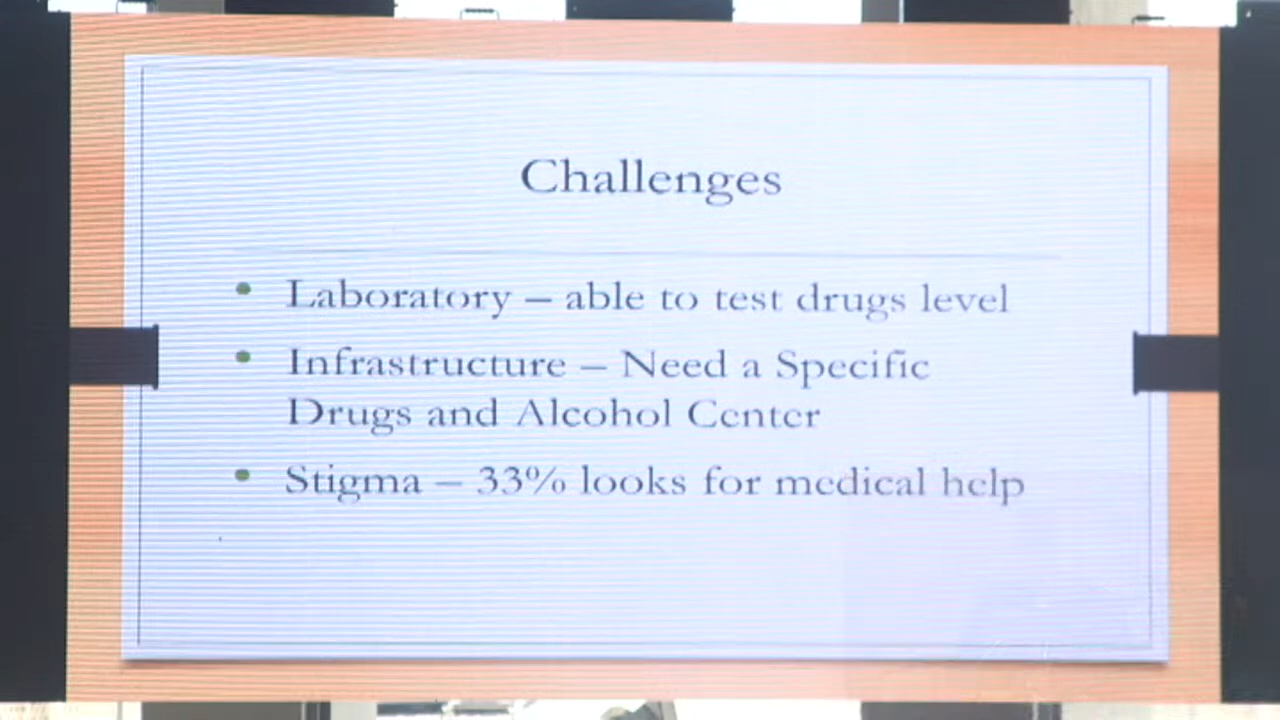 Challenges
• Laboratory – able to test drugs level
• Infrastructure – Need a Specific
Drugs and Alcohol Center
• Stigma – 33% looks for medical help